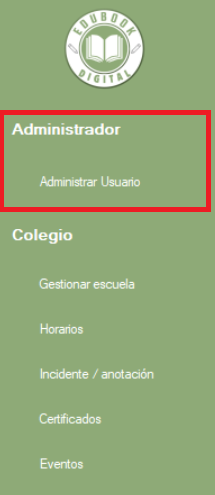 EDUBOOK
DIGITAL
Administrador
Administrar Usuario
Colegio
Gestionar escuela
Horarios
Incidente / anotación
Certificados
Eventos